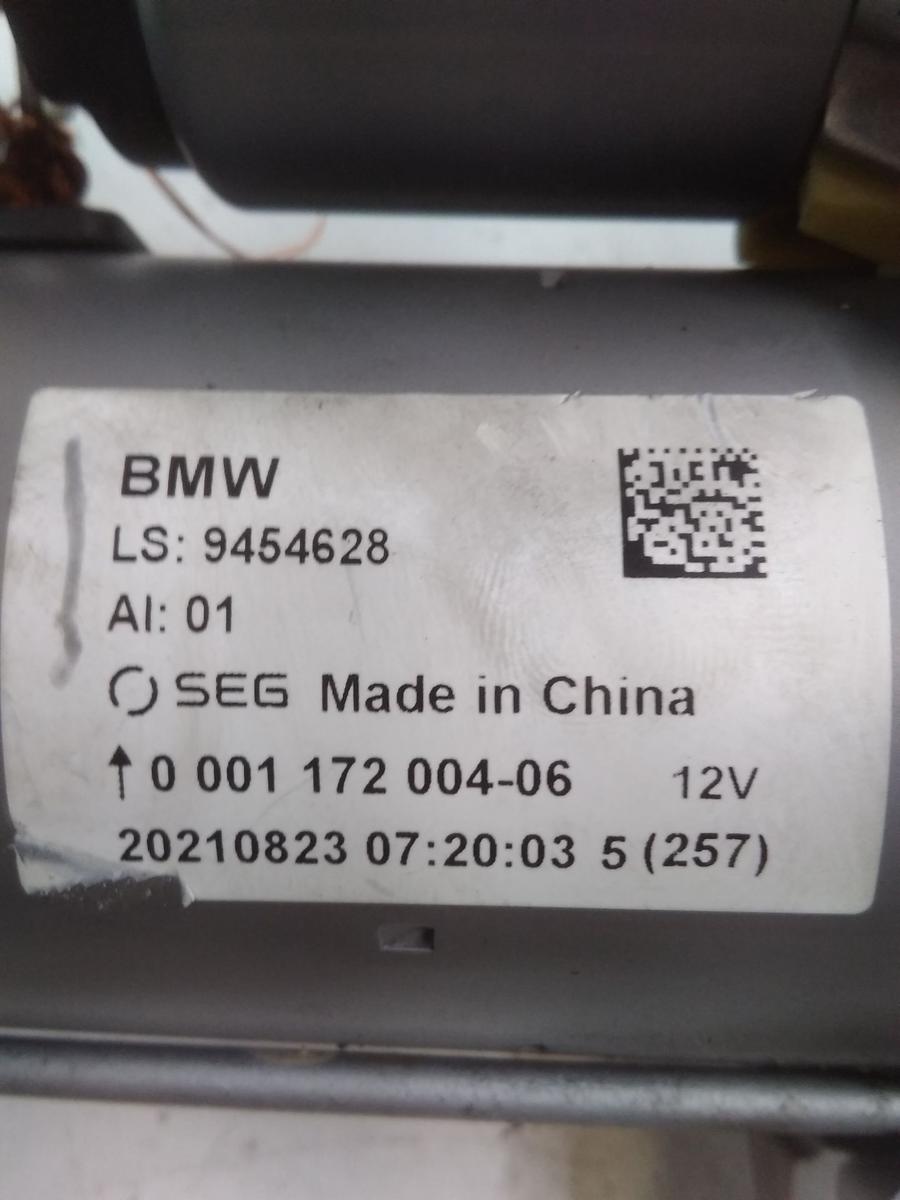 BMW
LS: 9454628
AI: 01
SEG Made in China
↑ 0 001 172 004-06 12V
20210823 07:20:03 5 (257)